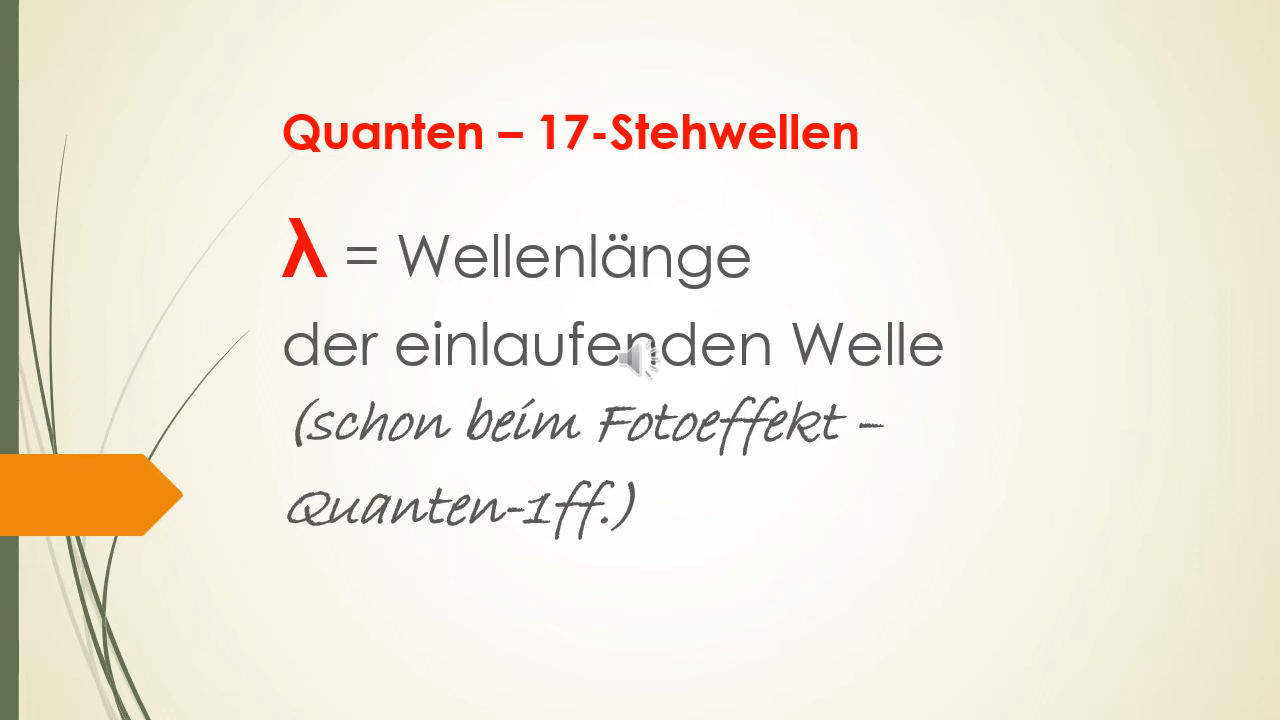 Quanten – 17-Stehwellen
λ = Wellenlänge
der einlaufenden Welle
(schon beim Fotoeffekt –
Quanten-1ff.)